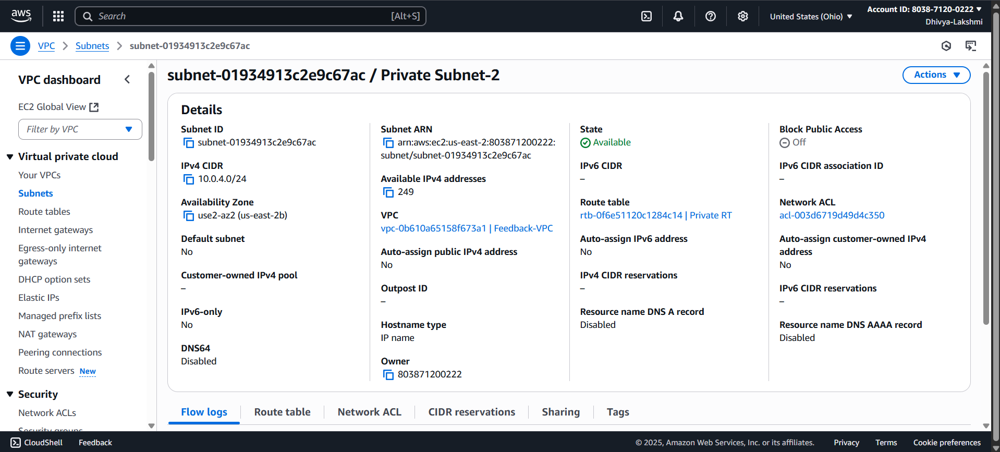 aws
Search
[Alt+S]
United States (Ohio)
Account ID: 8038-7120-0222
Dhivya-Lakshmi
VPC
Subnets
subnet-01934913c2e9c67ac
VPC dashboard
EC2 Global View
Filter by VPC
Virtual private cloud
Your VPCs
Subnets
Route tables
Internet gateways
Egress-only internet
gateways
DHCP option sets
Elastic IPs
Managed prefix lists
NAT gateways
Peering connections
Route servers New
Security
Network ACLs
Security groups
subnet-01934913c2e9c67ac / Private Subnet-2
Actions
Details
Subnet ID
subnet-01934913c2e9c67ac
IPv4 CIDR
10.0.4.0/24
Availability Zone
use2-az2 (us-east-2b)
Default subnet
No
Customer-owned IPv4 pool
–
IPv6-only
No
DNS64
Disabled
Subnet ARN
arn:aws:ec2:us-east-2:803871200222:
subnet/subnet-01934913c2e9c67ac
Available IPv4 addresses
249
VPC
vpc-0b610a65158f673a1 | Feedback-VPC
Auto-assign public IPv4 address
No
Outpost ID
–
Hostname type
IP name
Owner
803871200222
State
Available
IPv6 CIDR
–
Route table
rtb-0f6e51120c1284c14 | Private RT
Auto-assign IPv6 address
No
IPv4 CIDR reservations
–
Resource name DNS A record
Disabled
Block Public Access
Off
IPv6 CIDR association ID
–
Network ACL
acl-003d6719d49d4c350
Auto-assign customer-owned IPv4
address
No
IPv6 CIDR reservations
–
Resource name DNS AAAA record
Disabled
Flow logs
Route table
Network ACL
CIDR reservations
Sharing
Tags
CloudShell
Feedback
© 2025, Amazon Web Services, Inc. or its affiliates.
Privacy
Terms
Cookie preferences